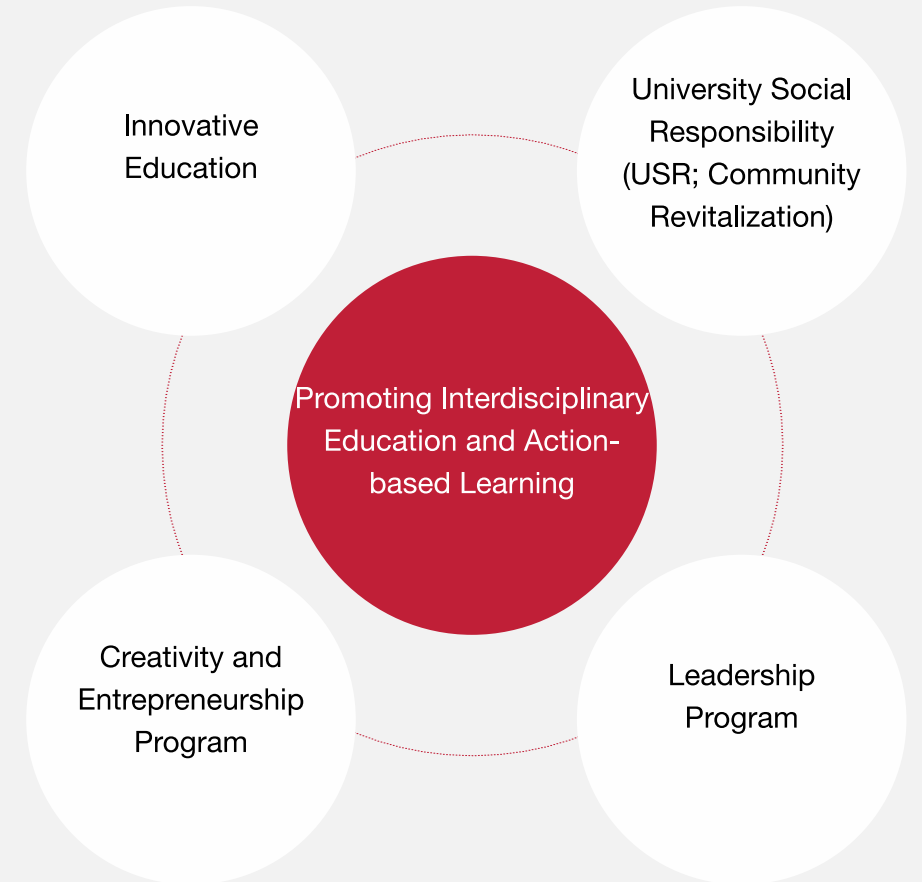 Innovative
Education
University Social
Responsibility
(USR; Community
Revitalization)
Promoting Interdisciplinary
Education and Action-
based Learning
Creativity and
Entrepreneurship
Program
Leadership
Program